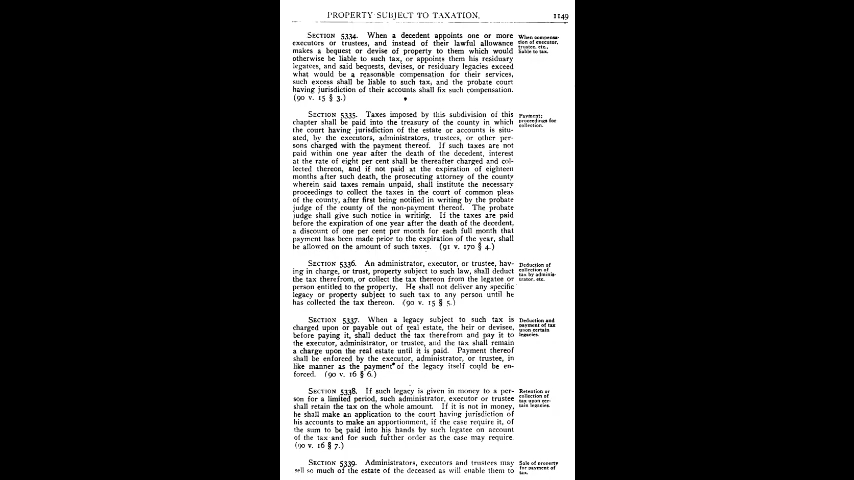 PROPERTY SUBJECT TO TAXATION. 1149
SECTION 5334. When a decedent appoints one or more
executors or trustees, and instead of their lawful allowance
makes a bequest or devise of property to them which would
otherwise be liable to such tax, or appoints them his residuary
legatees, and said bequests, devises, or residuary legacies exceed
what would be a reasonable compensation for their services,
such excess shall be liable to such tax, and the probate court
having jurisdiction of their accounts shall fix such compensation.
(90 v. 15 § 3.)
When compensa-
tion of executor,
trustee, etc.,
liable to tax.
SECTION 5335. Taxes imposed by this subdivision of this
chapter shall be paid into the treasury of the county in which
the court having jurisdiction of the estate or accounts is situ-
ated, by the executors, administrators, trustees, or other per-
sons charged with the payment thereof. If such taxes are not
paid within one year after the death of the decedent, interest
at the rate of eight per cent shall be thereafter charged and col-
lected thereon, and if not paid at the expiration of eighteen
months after such death, the prosecuting attorney of the county
wherein said taxes remain unpaid, shall institute the necessary
proceedings to collect the taxes in the court of common pleas
of the county, after first being notified in writing by the probate
judge of the county of the non-payment thereof. The probate
judge shall give such notice in writing. If the taxes are paid
before the expiration of one year after the death of the decedent,
a discount of one per cent per month for each full month that
payment has been made prior to the expiration of the year, shall
be allowed on the amount of such taxes. (91 v. 170 § 4.)
Payment;
proceedings for
collection.
SECTION 5336. An administrator, executor, or trustee, hav-
ing in charge, or trust, property subject to such law, shall deduct
the tax therefrom, or collect the tax thereon from the legatee or
person entitled to the property. He shall not deliver any specific
legacy or property subject to such tax to any person until he
has collected the tax thereon. (90 v. 15 § 5.)
Deduction of
collection of
tax by adminis-
trator, etc.
SECTION 5337. When a legacy subject to such tax is
charged upon or payable out of real estate, the heir or devisee,
before paying it, shall deduct the tax therefrom and pay it to
the executor, administrator, or trustee, and the tax shall remain
a charge upon the real estate until it is paid. Payment thereof
shall be enforced by the executor, administrator, or trustee, in
like manner as the payment of the legacy itself could be en-
forced. (90 v. 16 § 6.)
Deduction and
payment of tax
upon certain
legacies.
SECTION 5338. If such legacy is given in money to a per-
son for a limited period, such administrator, executor or trustee
shall retain the tax on the whole amount. If it is not in money,
he shall make an application to the court having jurisdiction of
his accounts to make an apportionment, if the case require it, of
the sum to be paid into his hands by such legatee on account
of the tax and for such further order as the case may require.
(90 v. 16 § 7.)
Retention or
collection of
tax upon cer-
tain legacies.
SECTION 5339. Administrators, executors and trustees may
sell so much of the estate of the deceased as will enable them to
Sale of property
for payment of
tax.